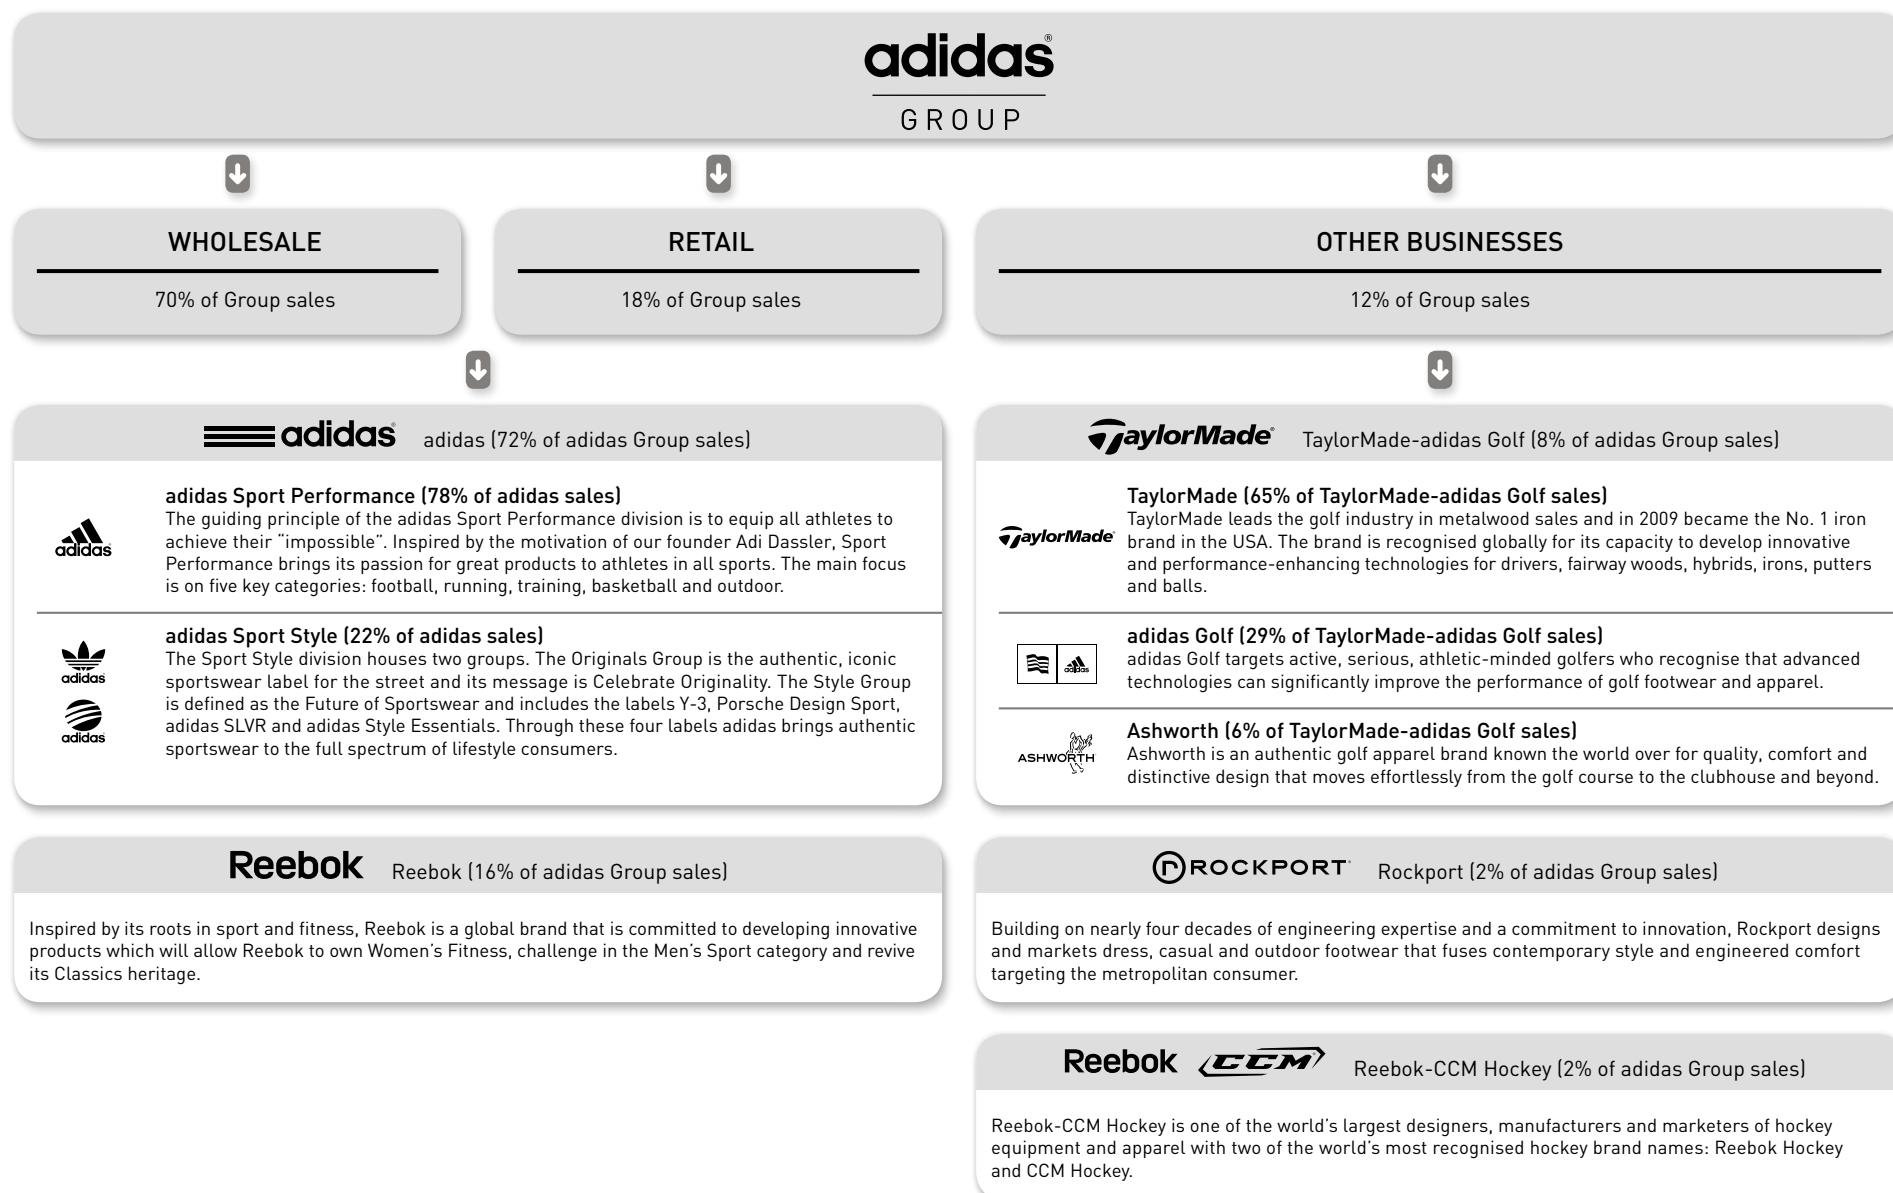 adidas®
GROUP
WHOLESALE
70% of Group sales
RETAIL
18% of Group sales
OTHER BUSINESSES
12% of Group sales
adidas® adidas (72% of adidas Group sales)
adidas Sport Performance (78% of adidas sales)
adidas
The guiding principle of the adidas Sport Performance division is to equip all athletes to
achieve their “impossible”. Inspired by the motivation of our founder Adi Dassler, Sport
Performance brings its passion for great products to athletes in all sports. The main focus
is on five key categories: football, running, training, basketball and outdoor.
adidas Sport Style (22% of adidas sales)
adidas
adidas
The Sport Style division houses two groups. The Originals Group is the authentic, iconic
sportswear label for the street and its message is Celebrate Originality. The Style Group
is defined as the Future of Sportswear and includes the labels Y-3, Porsche Design Sport,
adidas SLVR and adidas Style Essentials. Through these four labels adidas brings authentic
sportswear to the full spectrum of lifestyle consumers.
TaylorMade® TaylorMade-adidas Golf (8% of adidas Group sales)
TaylorMade (65% of TaylorMade-adidas Golf sales)
TaylorMade
TaylorMade leads the golf industry in metalwood sales and in 2009 became the No. 1 iron
brand in the USA. The brand is recognised globally for its capacity to develop innovative
and performance-enhancing technologies for drivers, fairway woods, hybrids, irons, putters
and balls.
adidas Golf (29% of TaylorMade-adidas Golf sales)
adidas
adidas Golf targets active, serious, athletic-minded golfers who recognise that advanced
technologies can significantly improve the performance of golf footwear and apparel.
Ashworth (6% of TaylorMade-adidas Golf sales)
ASHWORTH
Ashworth is an authentic golf apparel brand known the world over for quality, comfort and
distinctive design that moves effortlessly from the golf course to the clubhouse and beyond.
Reebok Reebok (16% of adidas Group sales)
Inspired by its roots in sport and fitness, Reebok is a global brand that is committed to developing innovative
products which will allow Reebok to own Women’s Fitness, challenge in the Men’s Sport category and revive
its Classics heritage.
r ROCKPORT Rockport (2% of adidas Group sales)
Building on nearly four decades of engineering expertise and a commitment to innovation, Rockport designs
and markets dress, casual and outdoor footwear that fuses contemporary style and engineered comfort
targeting the metropolitan consumer.
Reebok CCM Reebok-CCM Hockey (2% of adidas Group sales)
Reebok-CCM Hockey is one of the world’s largest designers, manufacturers and marketers of hockey
equipment and apparel with two of the world’s most recognised hockey brand names: Reebok Hockey
and CCM Hockey.